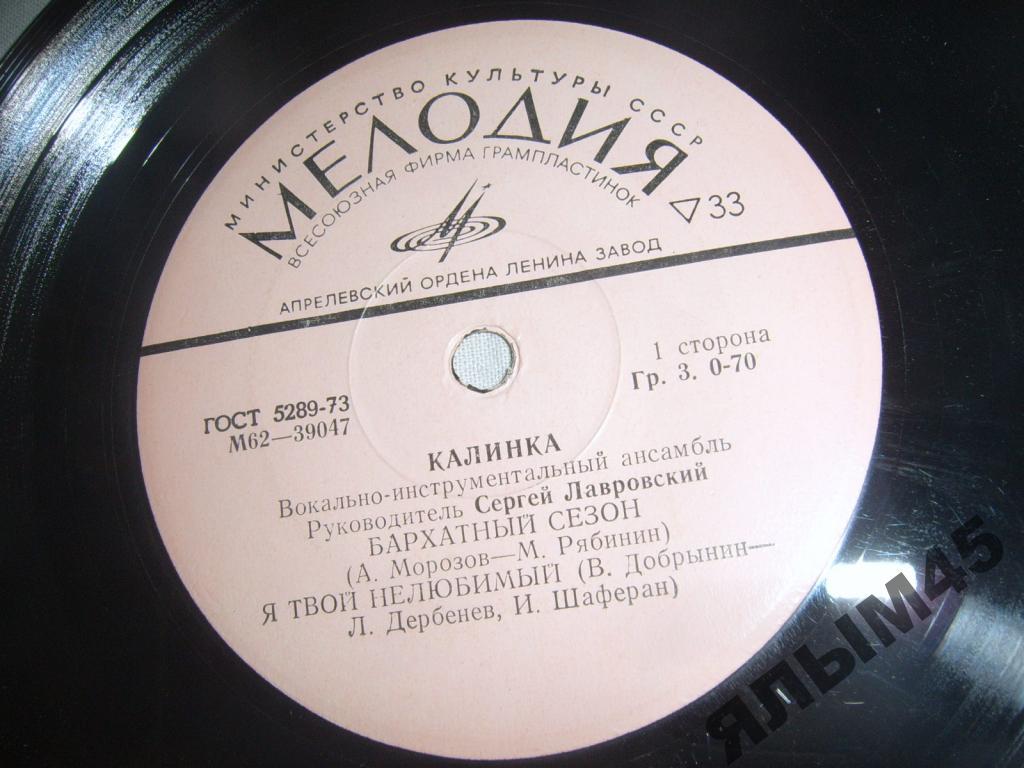 МИНИСТЕРСТВО КУЛЬТУРЫ СССР
МЕЛОДИЯ
ВСЕСОЮЗНАЯ ФИРМА ГРАМПЛАСТИНОК
33
АПРЕЛЕВСКИЙ ОРДЕНА ЛЕНИНА ЗАВОД
1 сторона
Гр. 3. 0-70
ГОСТ 5289-73
М62—39047
КАЛИНКА
Вокально-инструментальный ансамбль
Руководитель Сергей Лавровский
БАРХАТНЫЙ СЕЗОН
(А. Морозов—М. Рябинин)
Я ТВОЙ НЕЛЮБИМЫЙ (В. Добрынин—
Л. Дербенев, И. Шаферан)
ЯЛЫМ45